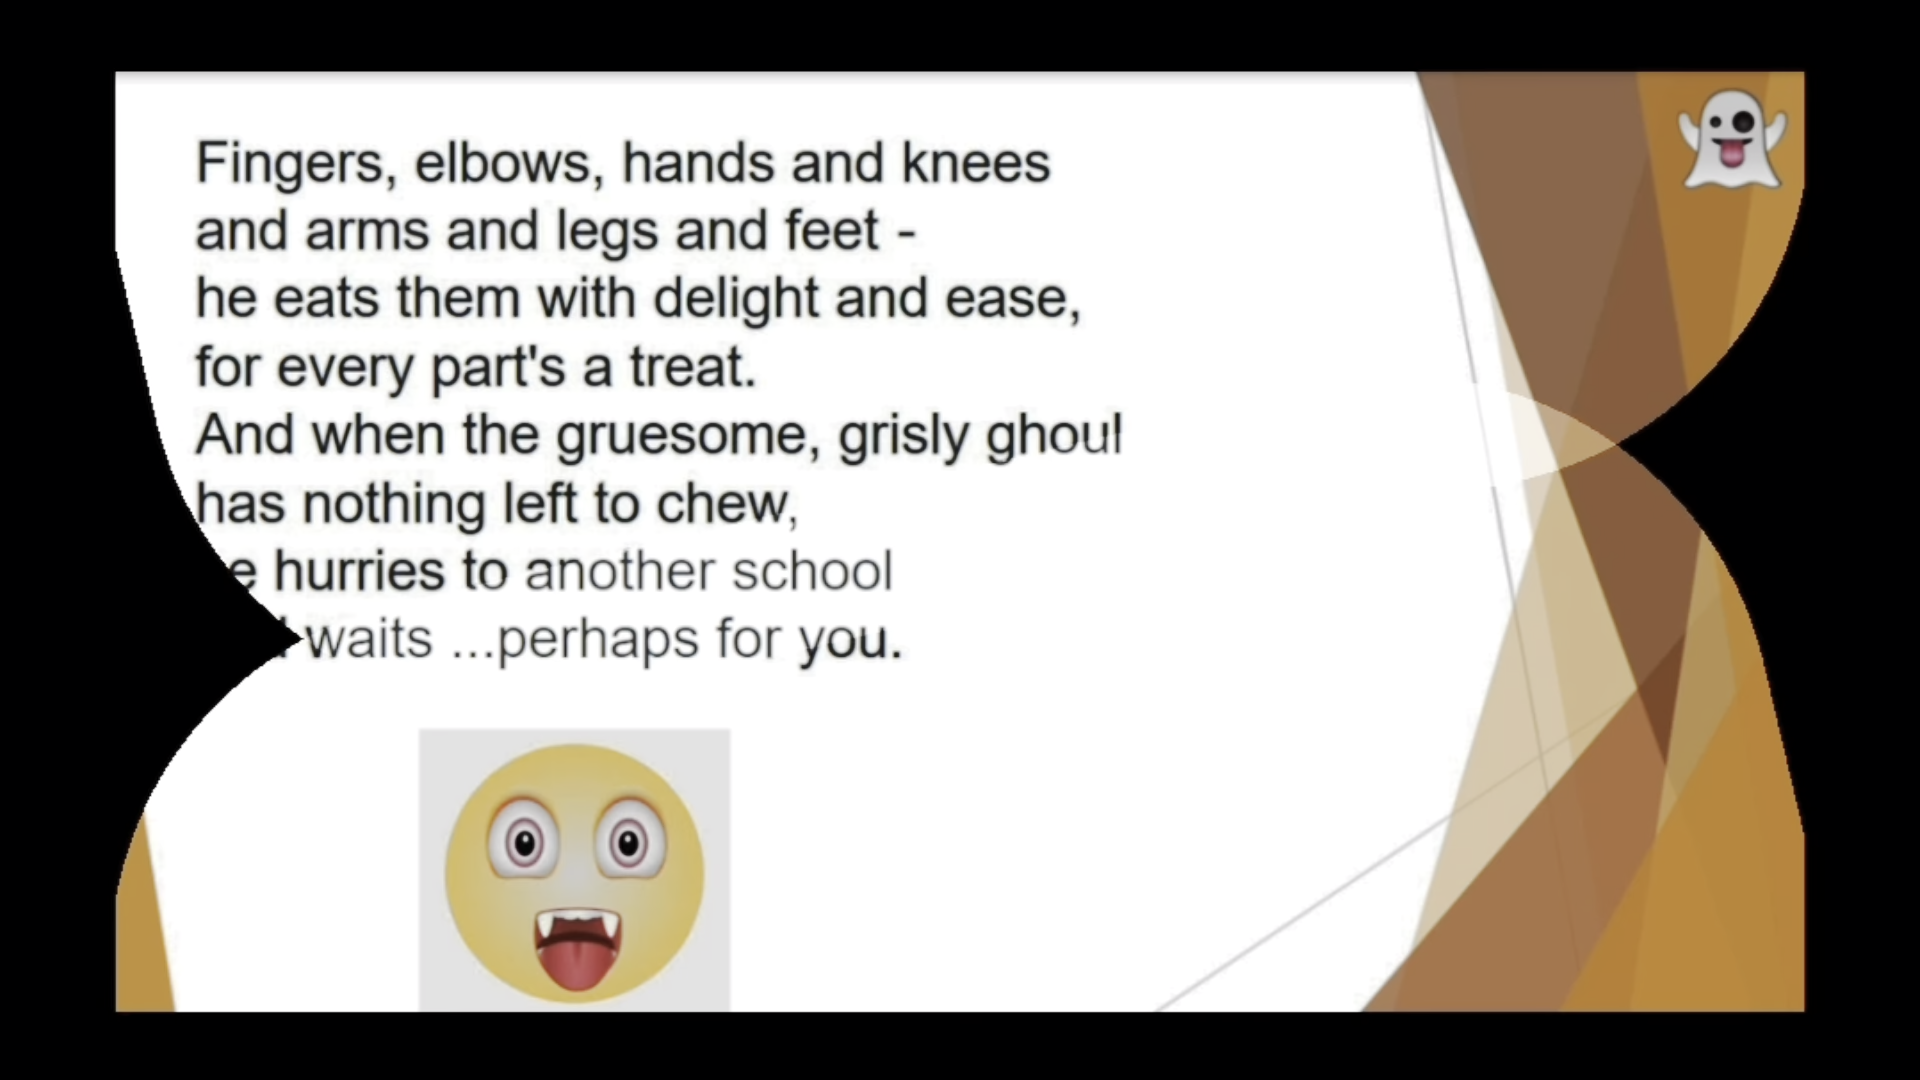 Fingers, elbows, hands and knees
and arms and legs and feet -
he eats them with delight and ease,
for every part's a treat.
And when the gruesome, grisly ghoul
has nothing left to chew,
hurries to another school
waits ...perhaps for you.